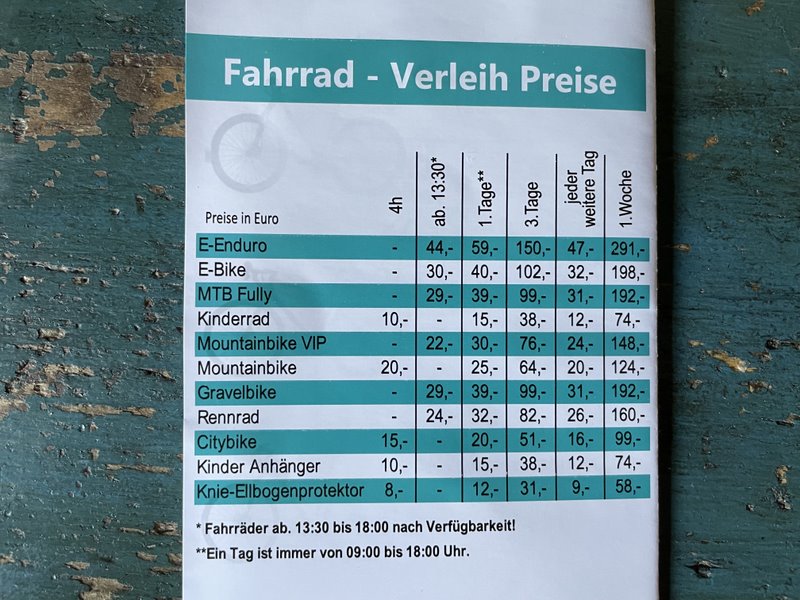 Fahrrad - Verleih Preise
Preise in Euro 4h ab. 13:30* 1.Tage** 3.Tage jeder weitere Tag 1.Woche
E-Enduro - 44,- 59,- 150,- 47,- 291,-
E-Bike - 30,- 40,- 102,- 32,- 198,-
MTB Fully - 29,- 39,- 99,- 31,- 192,-
Kinderrad 10,- - 15,- 38,- 12,- 74,-
Mountainbike VIP - 22,- 30,- 76,- 24,- 148,-
Mountainbike 20,- - 25,- 64,- 20,- 124,-
Gravelbike - 29,- 39,- 99,- 31,- 192,-
Rennrad - 24,- 32,- 82,- 26,- 160,-
Citybike 15,- - 20,- 51,- 16,- 99,-
Kinder Anhänger 10,- - 15,- 38,- 12,- 74,-
Knie-Ellbogenprotektor 8,- - 12,- 31,- 9,- 58,-
* Fahrräder ab. 13:30 bis 18:00 nach Verfügbarkeit!
**Ein Tag ist immer von 09:00 bis 18:00 Uhr.